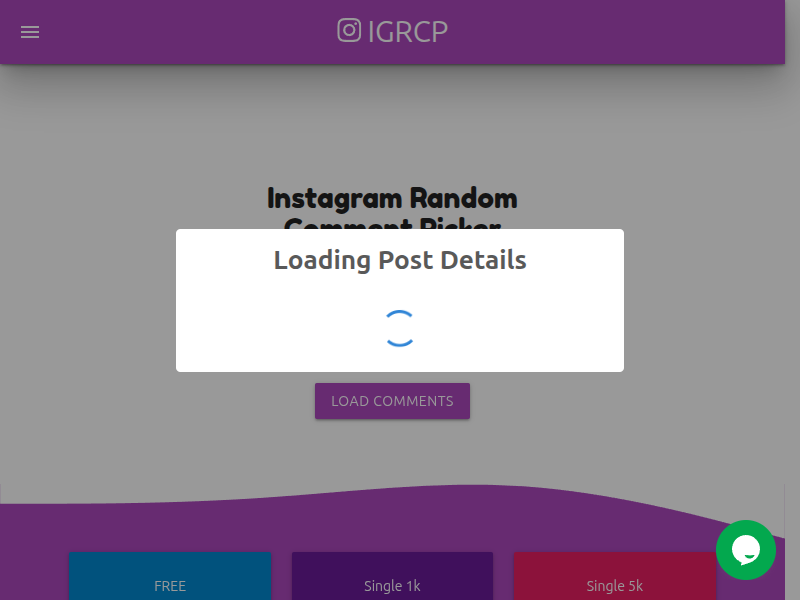 IGRCP
Instagram Random
Comment Picker
Loading Post Details
LOAD COMMENTS
FREE
Single 1k
Single 5k